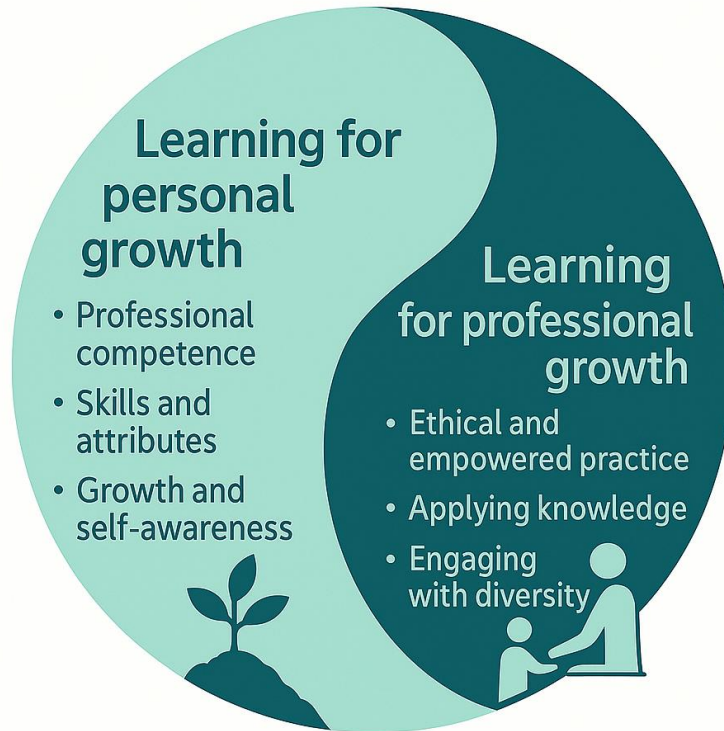 Learning for
personal
growth
• Professional
competence
• Skills and
attributes
• Growth and
self-awareness
Learning
for professional
growth
• Ethical and
empowered practice
• Applying knowledge
• Engaging
with diversity